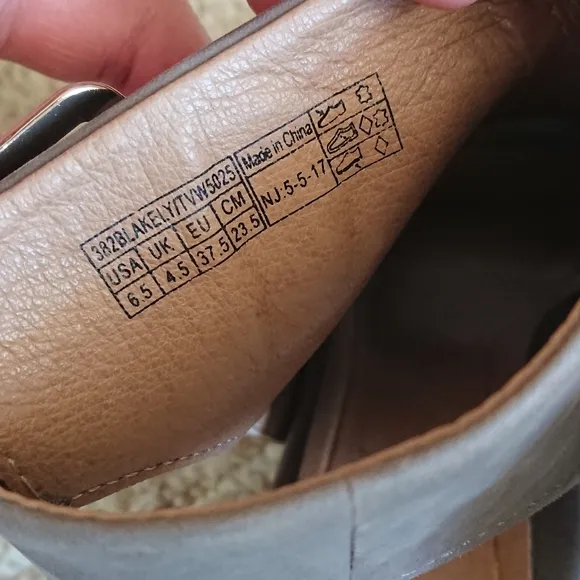 382BLAKELY/TVW5025
USA UK EU CM
6.5 4.5 37.5 23.5
Made in China
NJ:5-5-17